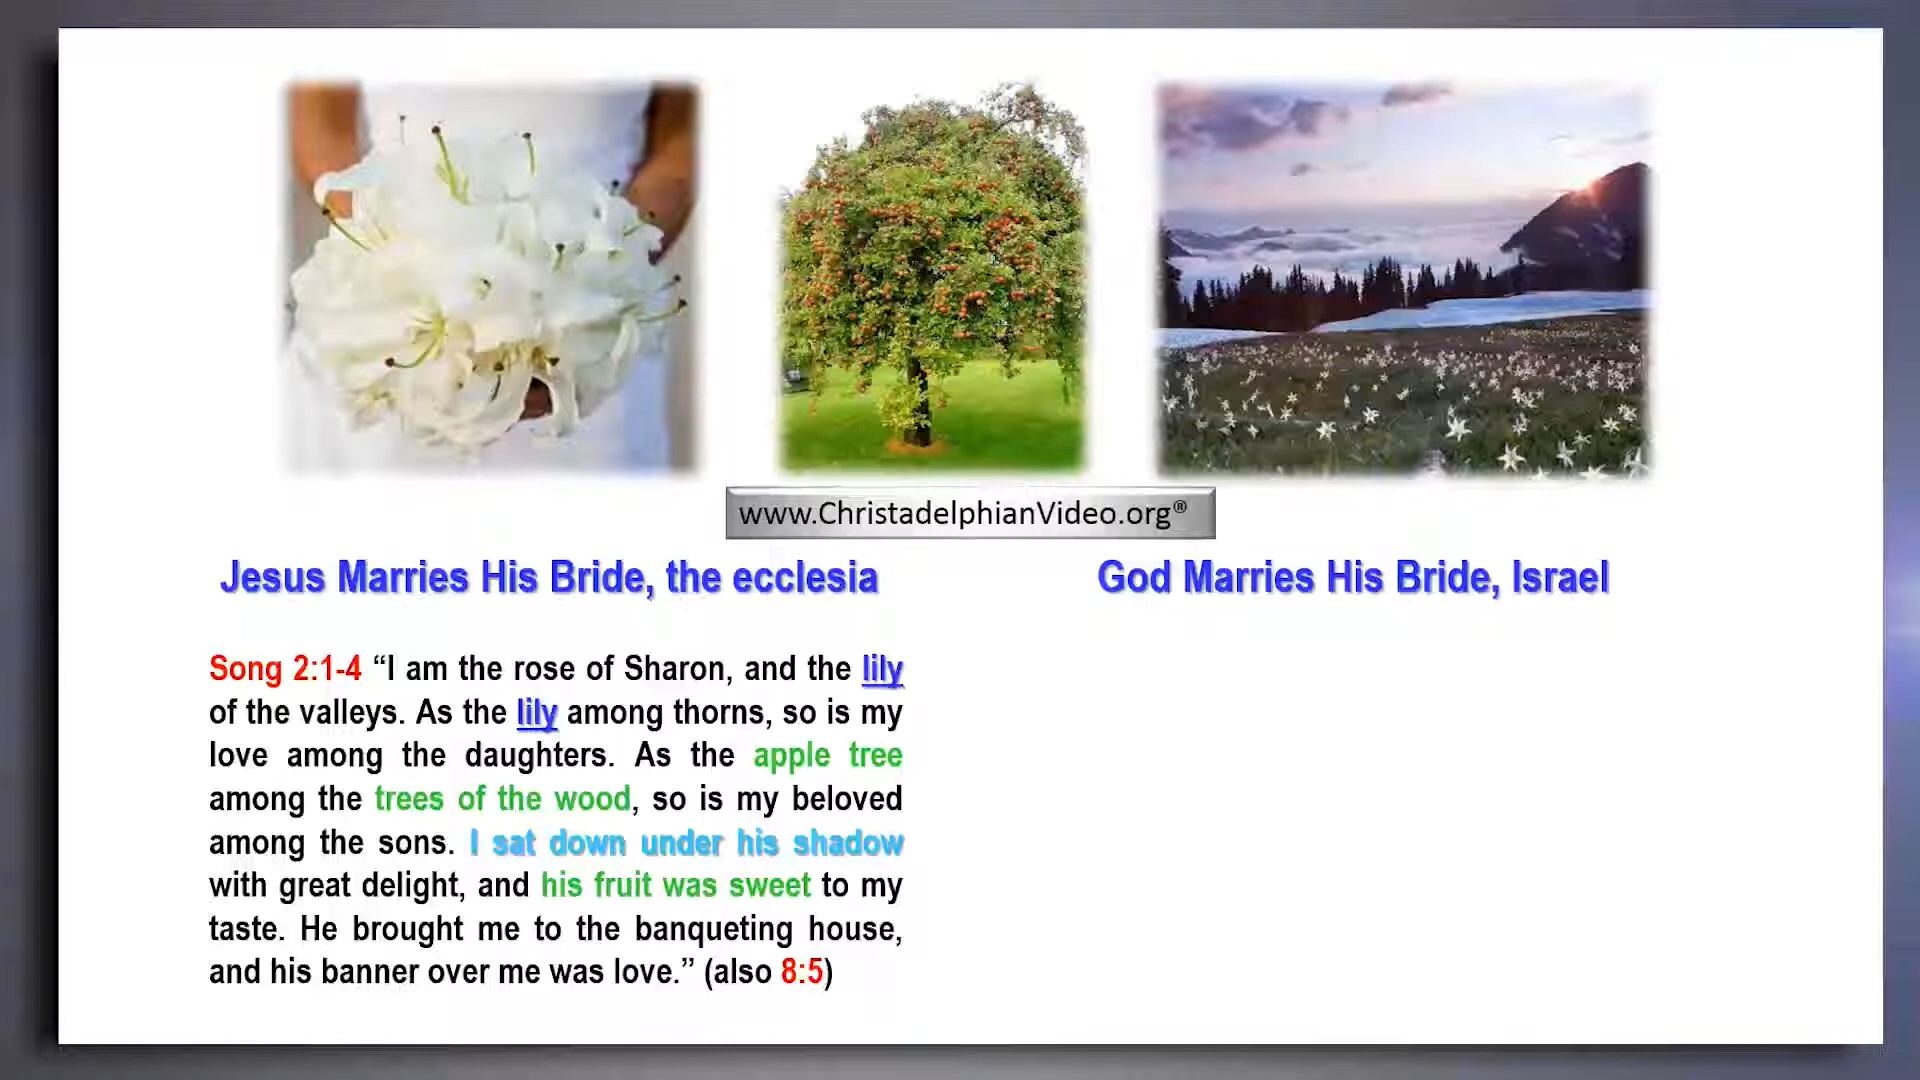 www.ChristadelphianVideo.org®
Jesus Marries His Bride, the ecclesia
God Marries His Bride, Israel
Song 2:1-4 “I am the rose of Sharon, and the lily
of the valleys. As the lily among thorns, so is my
love among the daughters. As the apple tree
among the trees of the wood, so is my beloved
among the sons. I sat down under his shadow
with great delight, and his fruit was sweet to my
taste. He brought me to the banqueting house,
and his banner over me was love.” (also 8:5)